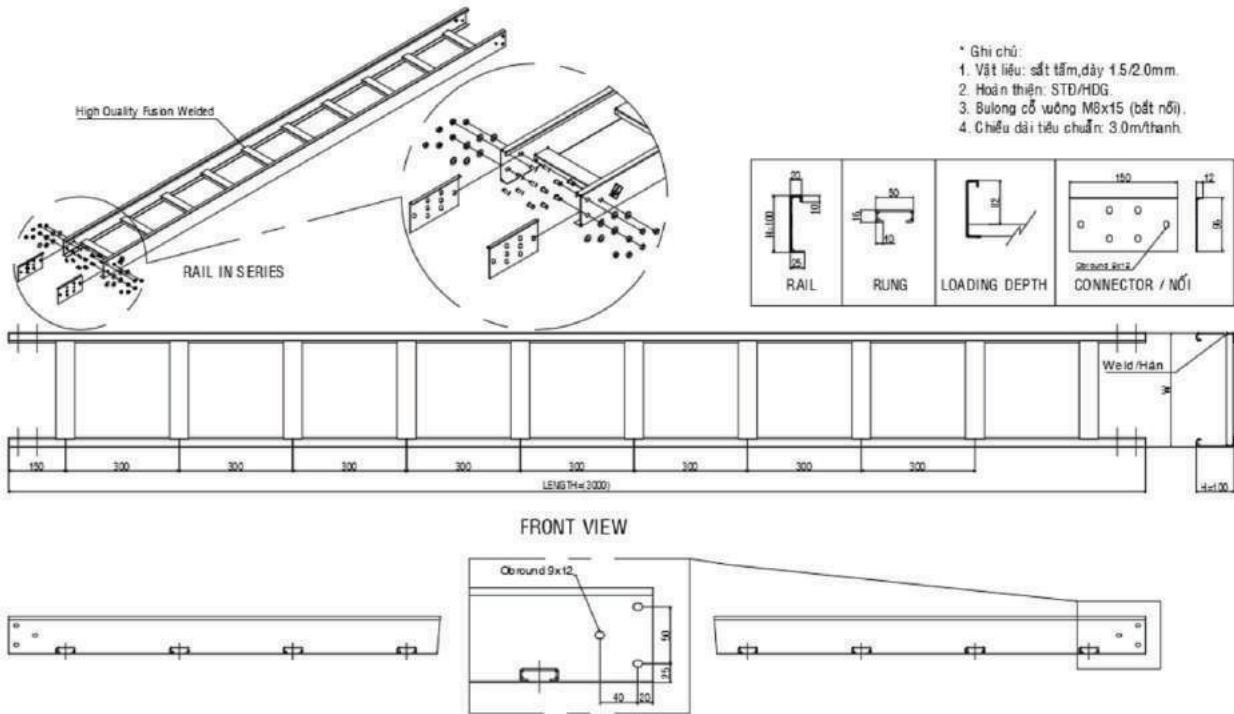 High Quality Fusion Welded
RAIL IN SERIES
* Ghi chú:
1. Vật liệu: sắt tấm,dày 1.5/2.0mm.
2. Hoàn thiện: STĐ/HDG.
3. Bulong cổ vuông M8x15 (bắt nối).
4. Chiều dài tiêu chuẩn: 3.0m/thanh.
20
10
H=100
25
RAIL
50
16
10
RUNG
LOADING DEPTH
150
12
Obround 9x12
CONNECTOR / NỐI
Weld/Hàn
W
150
300
300
300
300
300
300
300
300
LENGTH=(3000)
H=100
FRONT VIEW
Obround 9x12
50
25
40
20